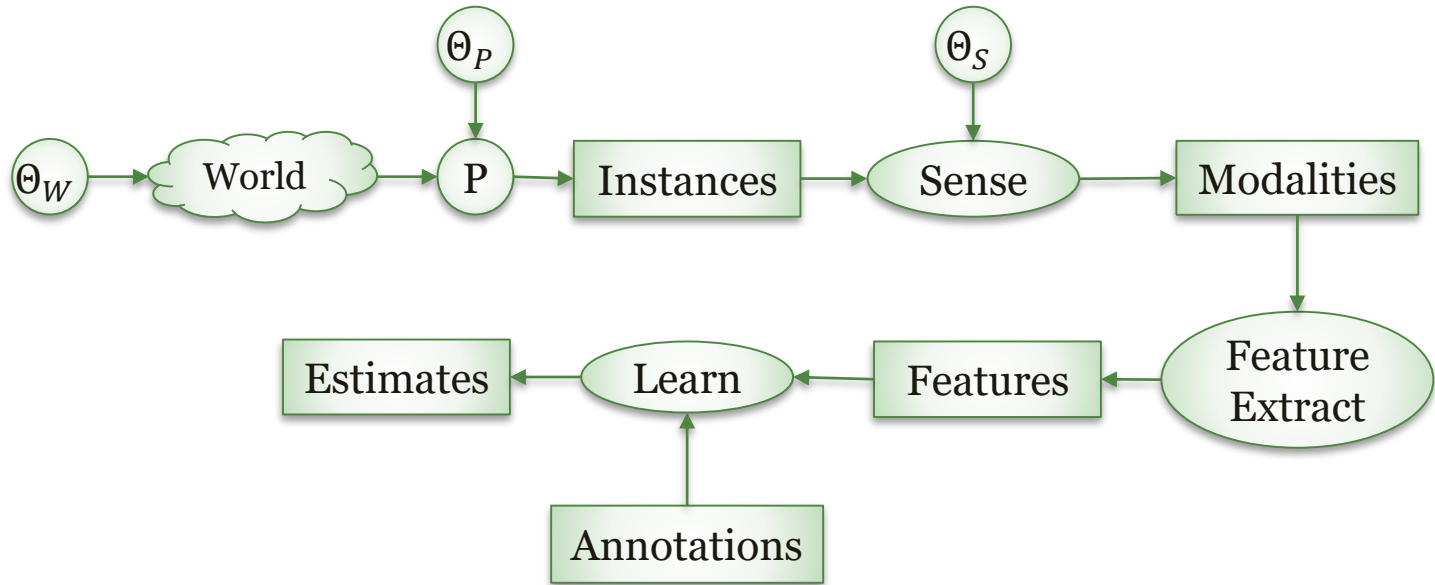 Θ_P
Θ_S
Θ_W
World
P
Instances
Sense
Modalities
Estimates
Learn
Features
Feature
Extract
Annotations